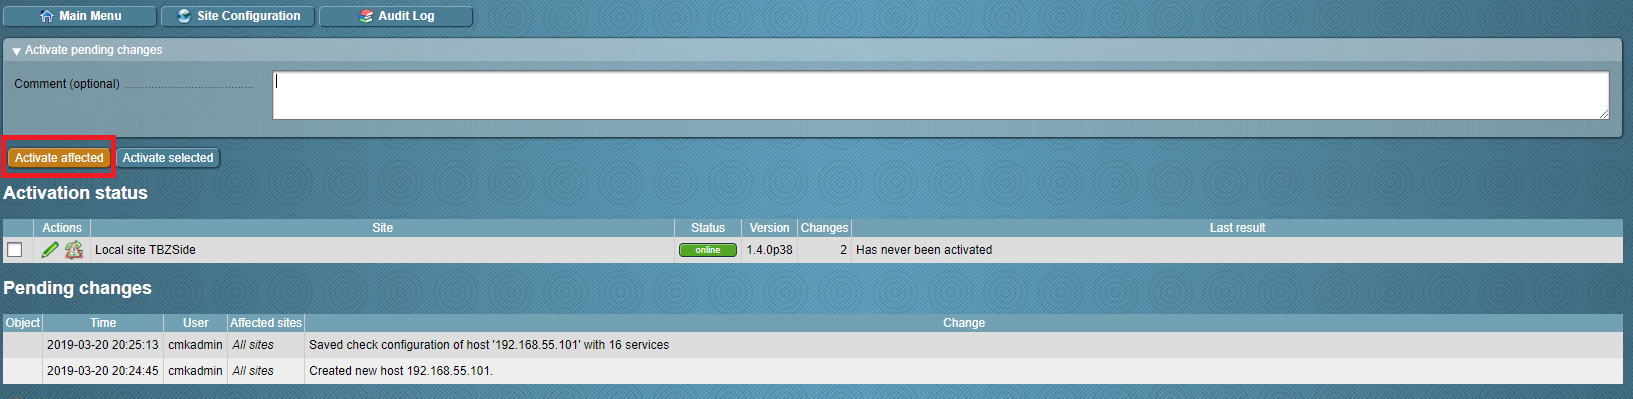 Main Menu Site Configuration Audit Log
Activate pending changes
Comment (optional)
Activate affected Activate selected
Activation status
Actions Site Status Version Changes Last result
Local site TBZSide online 1.4.0p38 2 Has never been activated
Pending changes
Object Time User Affected sites Change
2019-03-20 20:25:13 cmkadmin All sites Saved check configuration of host '192.168.55.101' with 16 services
2019-03-20 20:24:45 cmkadmin All sites Created new host 192.168.55.101.